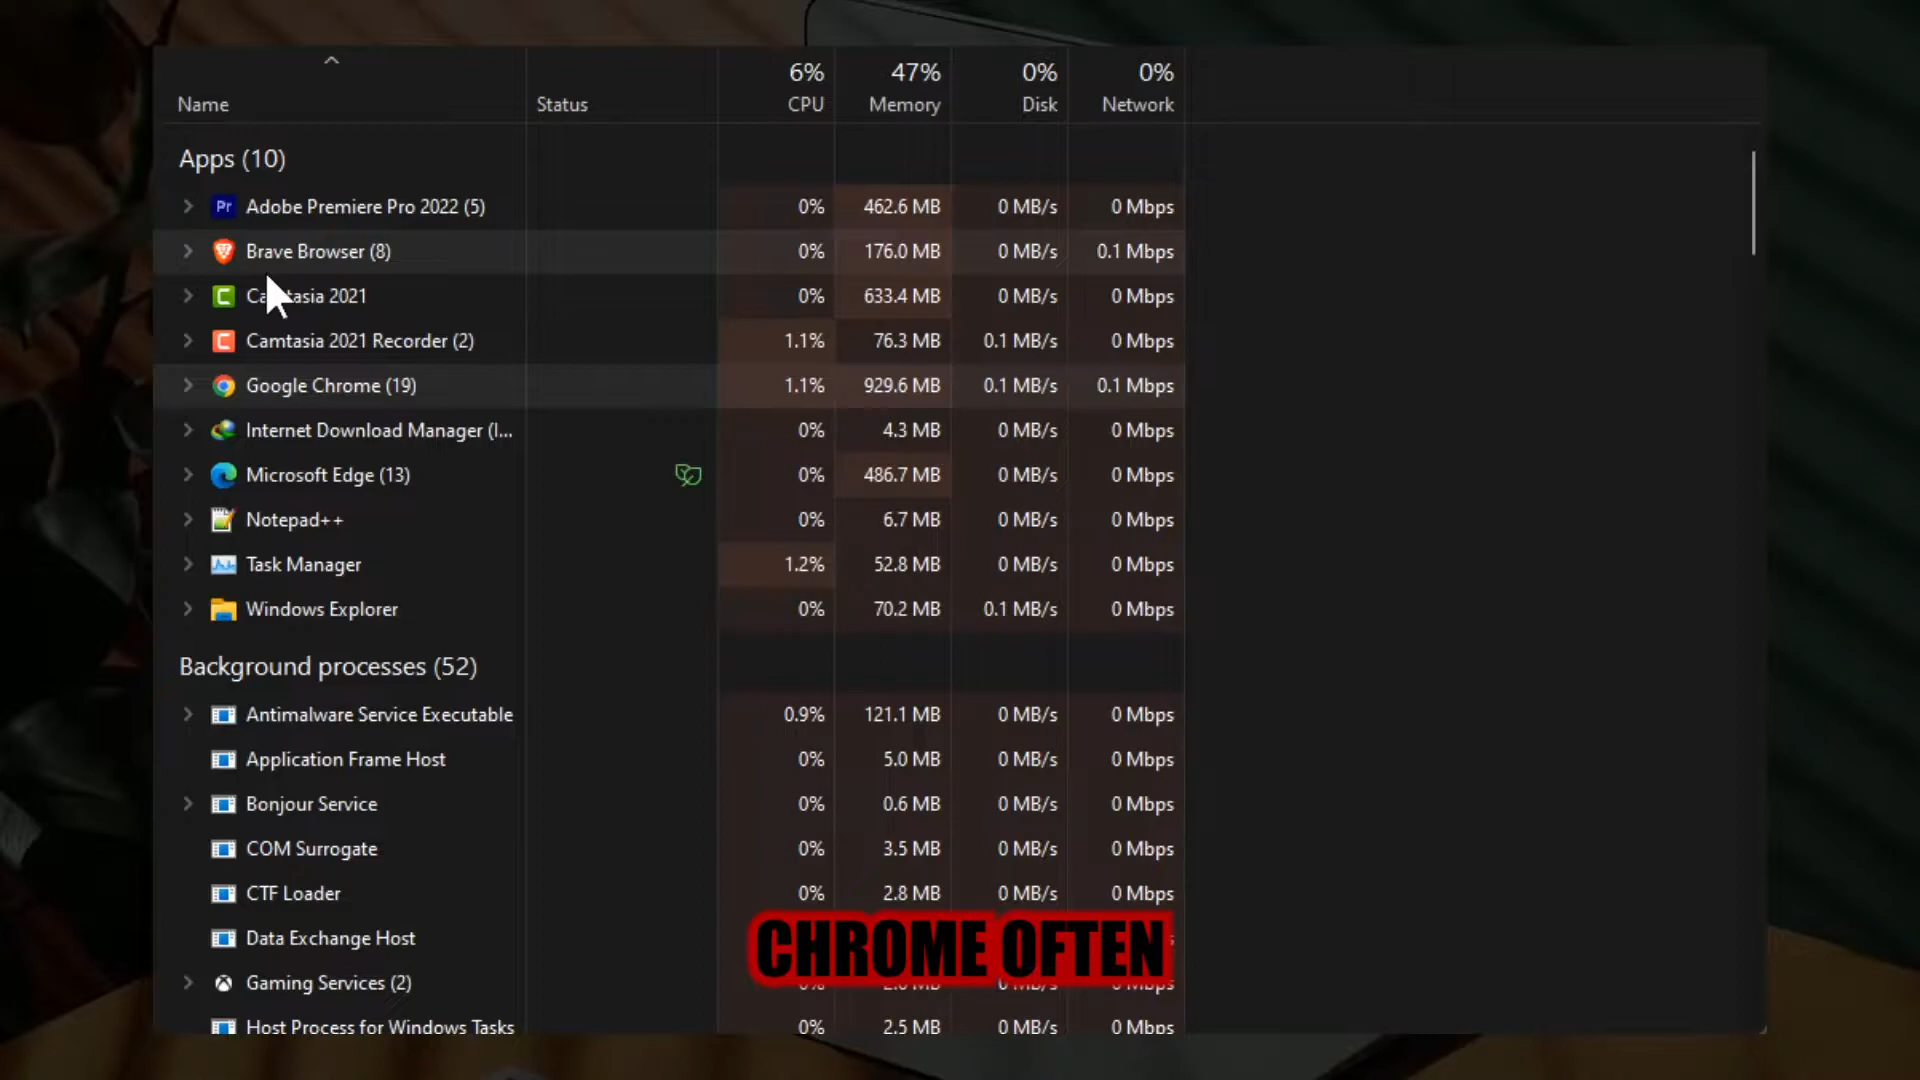 6% 47% 0% 0%
Name Status CPU Memory Disk Network
Apps (10)
Pr Adobe Premiere Pro 2022 (5) 0% 462.6 MB 0 MB/s 0 Mbps
Brave Browser (8) 0% 176.0 MB 0 MB/s 0.1 Mbps
Camtasia 2021 0% 633.4 MB 0 MB/s 0 Mbps
Camtasia 2021 Recorder (2) 1.1% 76.3 MB 0.1 MB/s 0 Mbps
Google Chrome (19) 1.1% 929.6 MB 0.1 MB/s 0.1 Mbps
Internet Download Manager (I... 0% 4.3 MB 0 MB/s 0 Mbps
Microsoft Edge (13) 0% 486.7 MB 0 MB/s 0 Mbps
Notepad++ 0% 6.7 MB 0 MB/s 0 Mbps
Task Manager 1.2% 52.8 MB 0 MB/s 0 Mbps
Windows Explorer 0% 70.2 MB 0.1 MB/s 0 Mbps
Background processes (52)
Antimalware Service Executable 0.9% 121.1 MB 0 MB/s 0 Mbps
Application Frame Host 0% 5.0 MB 0 MB/s 0 Mbps
Bonjour Service 0% 0.6 MB 0 MB/s 0 Mbps
COM Surrogate 0% 3.5 MB 0 MB/s 0 Mbps
CTF Loader 0% 2.8 MB 0 MB/s 0 Mbps
Data Exchange Host
CHROME OFTEN
Gaming Services (2)
Host Process for Windows Tasks 0% 2.5 MB 0 MB/s 0 Mbps